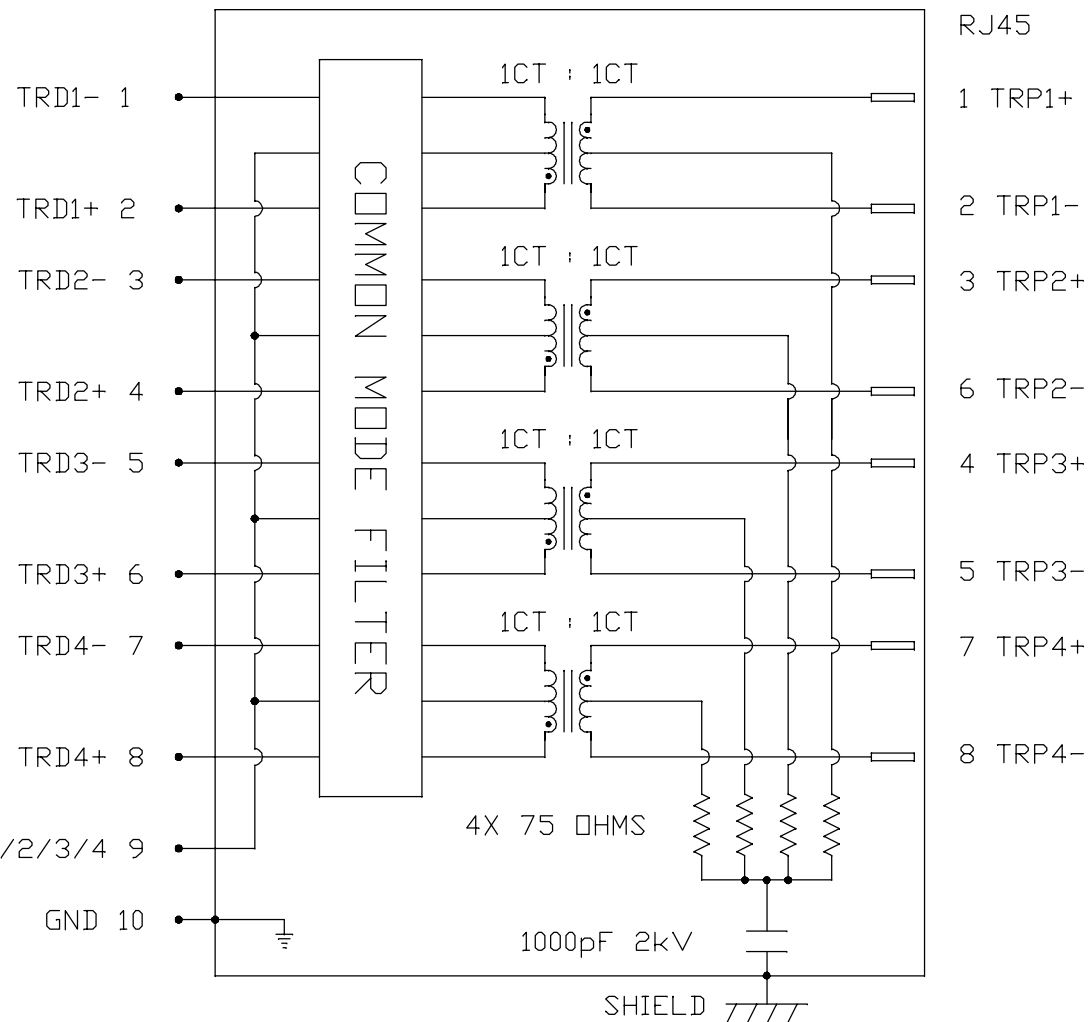 RJ45
1CT : 1CT
TRD1- 1
1 TRP1+
TRD1+ 2
2 TRP1-
1CT : 1CT
TRD2- 3
3 TRP2+
TRD2+ 4
6 TRP2-
1CT : 1CT
TRD3- 5
4 TRP3+
TRD3+ 6
5 TRP3-
1CT : 1CT
TRD4- 7
7 TRP4+
TRD4+ 8
8 TRP4-
COMMON MODE FILTER
4X 75 OHMS
/2/3/4 9
GND 10
1000pF 2kV
SHIELD